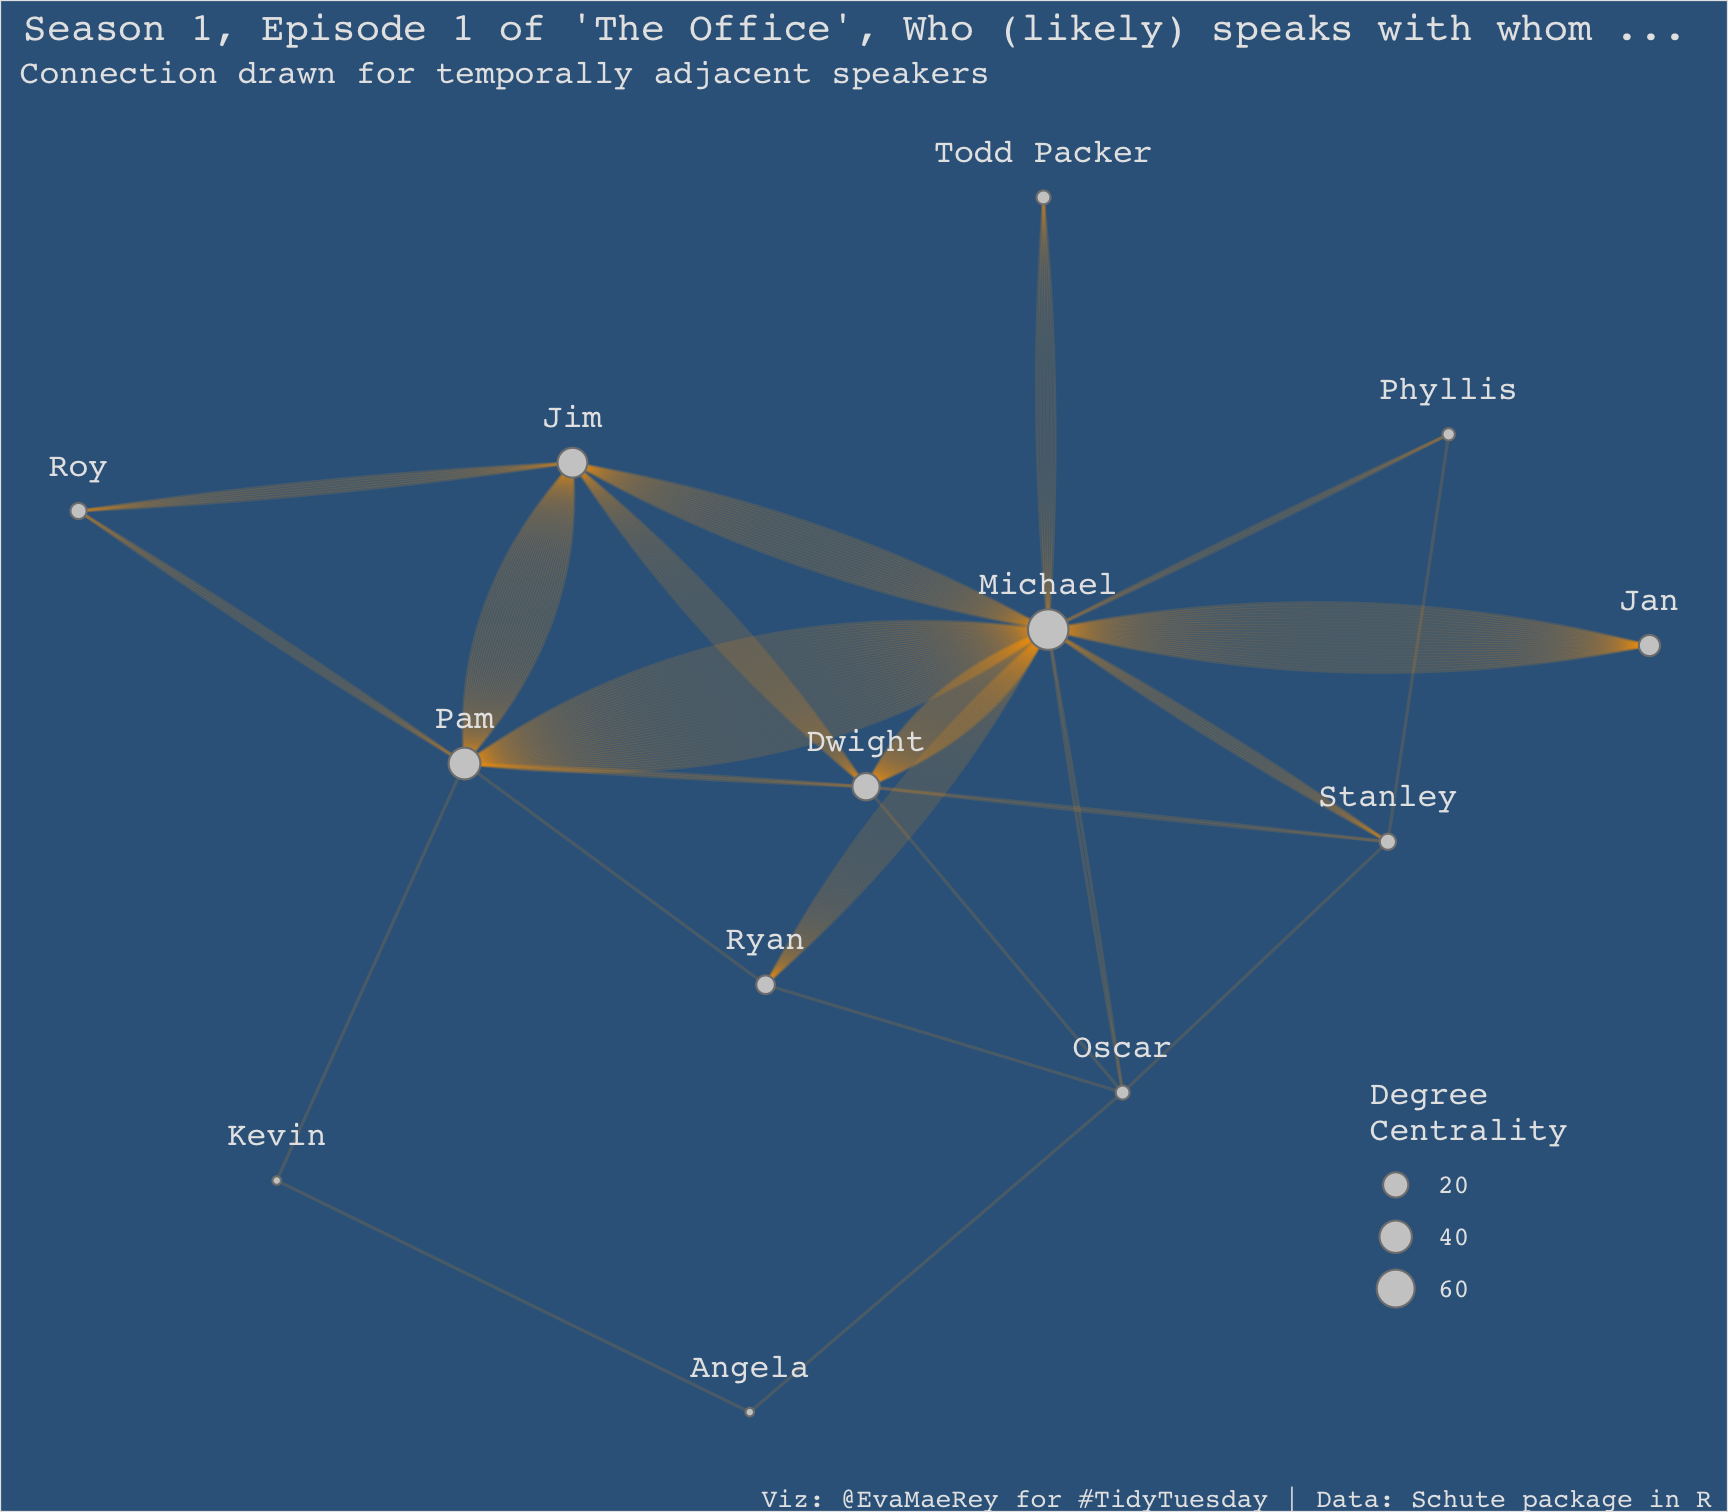 Season 1, Episode 1 of 'The Office', Who (likely) speaks with whom ...
Connection drawn for temporally adjacent speakers
Todd Packer
Phyllis
Jim
Roy
Michael
Jan
Pam
Dwight
Stanley
Ryan
Oscar
Degree
Centrality
Kevin
20
40
60
Angela
Viz: @EvaMaeRey for #TidyTuesday | Data: Schute package in R